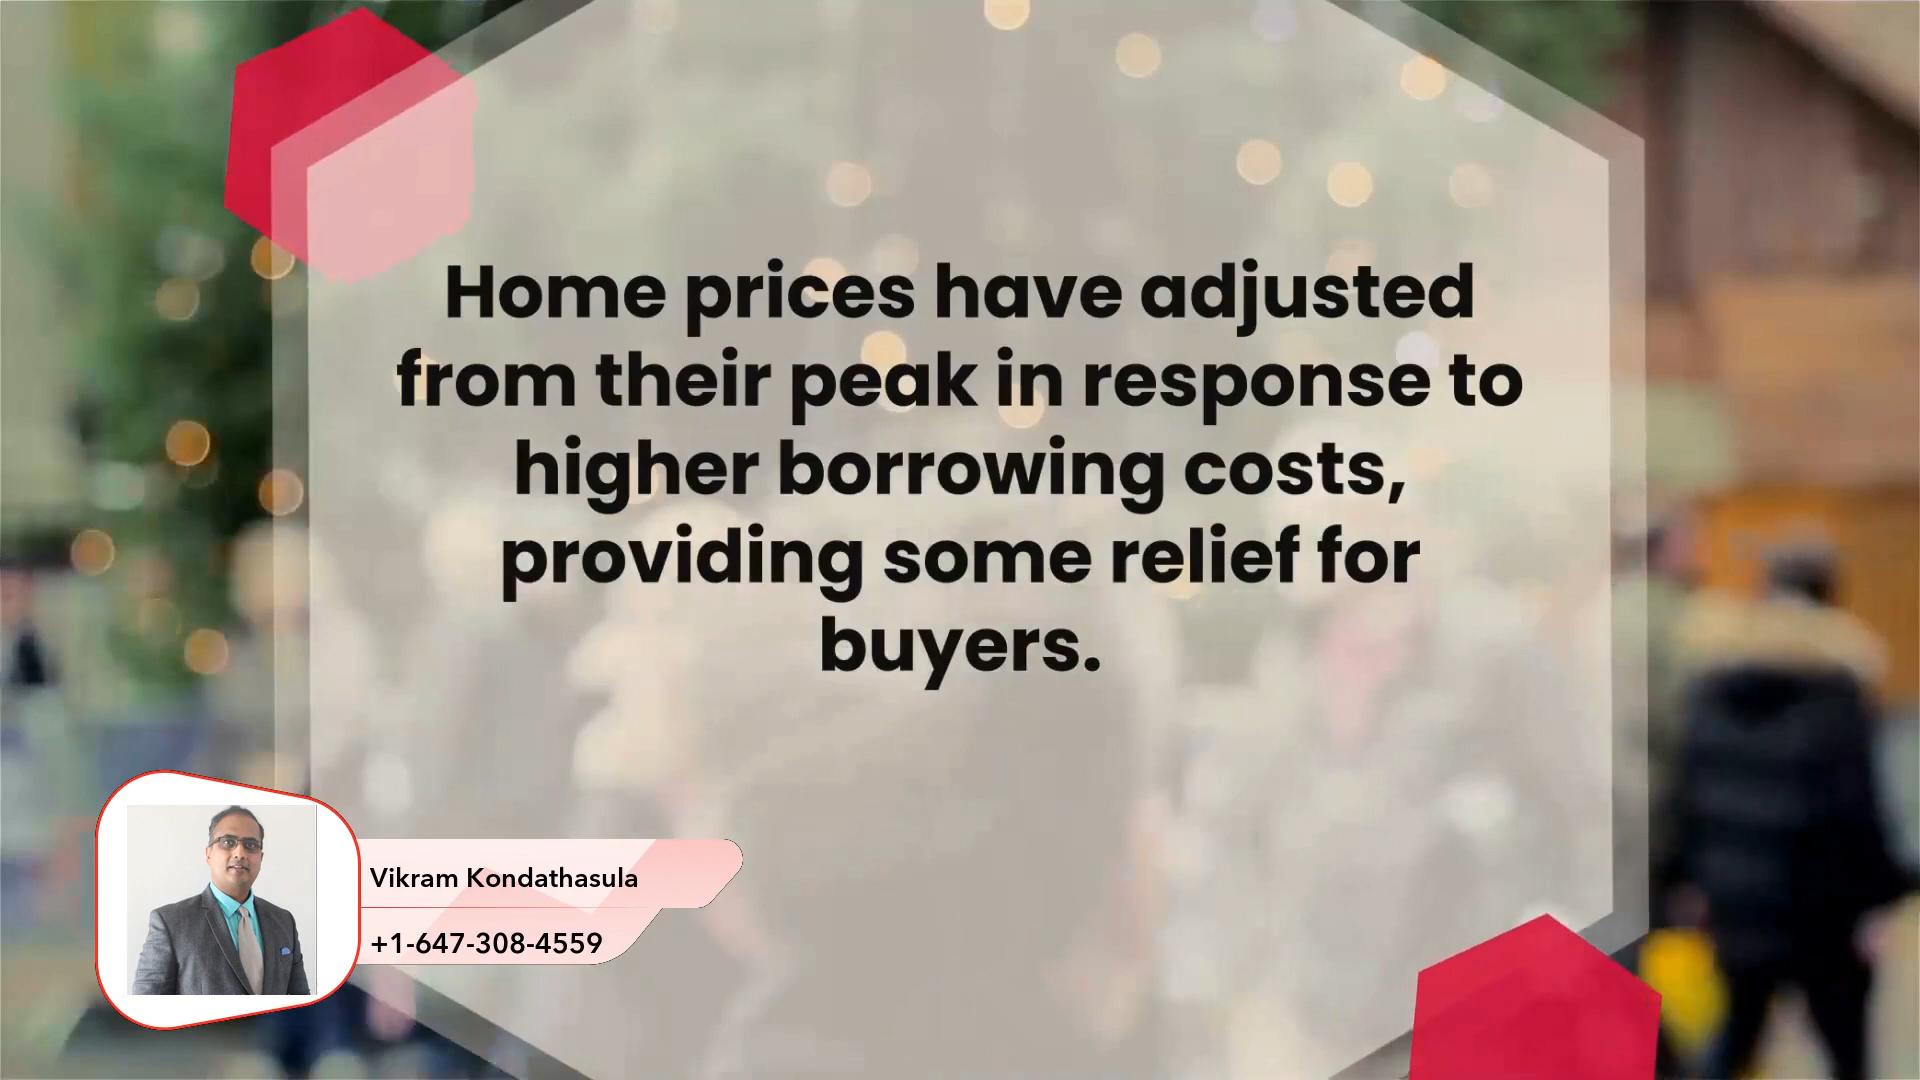 Home prices have adjusted
from their peak in response to
higher borrowing costs,
providing some relief for
buyers.
Vikram Kondathasula
+1-647-308-4559